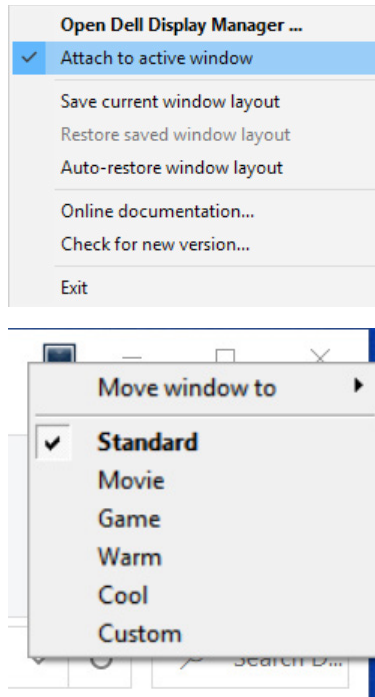 Open Dell Display Manager ...
Attach to active window
Save current window layout
Restore saved window layout
Auto-restore window layout
Online documentation...
Check for new version...
Exit
Move window to
Standard
Movie
Game
Warm
Cool
Custom
Search D...